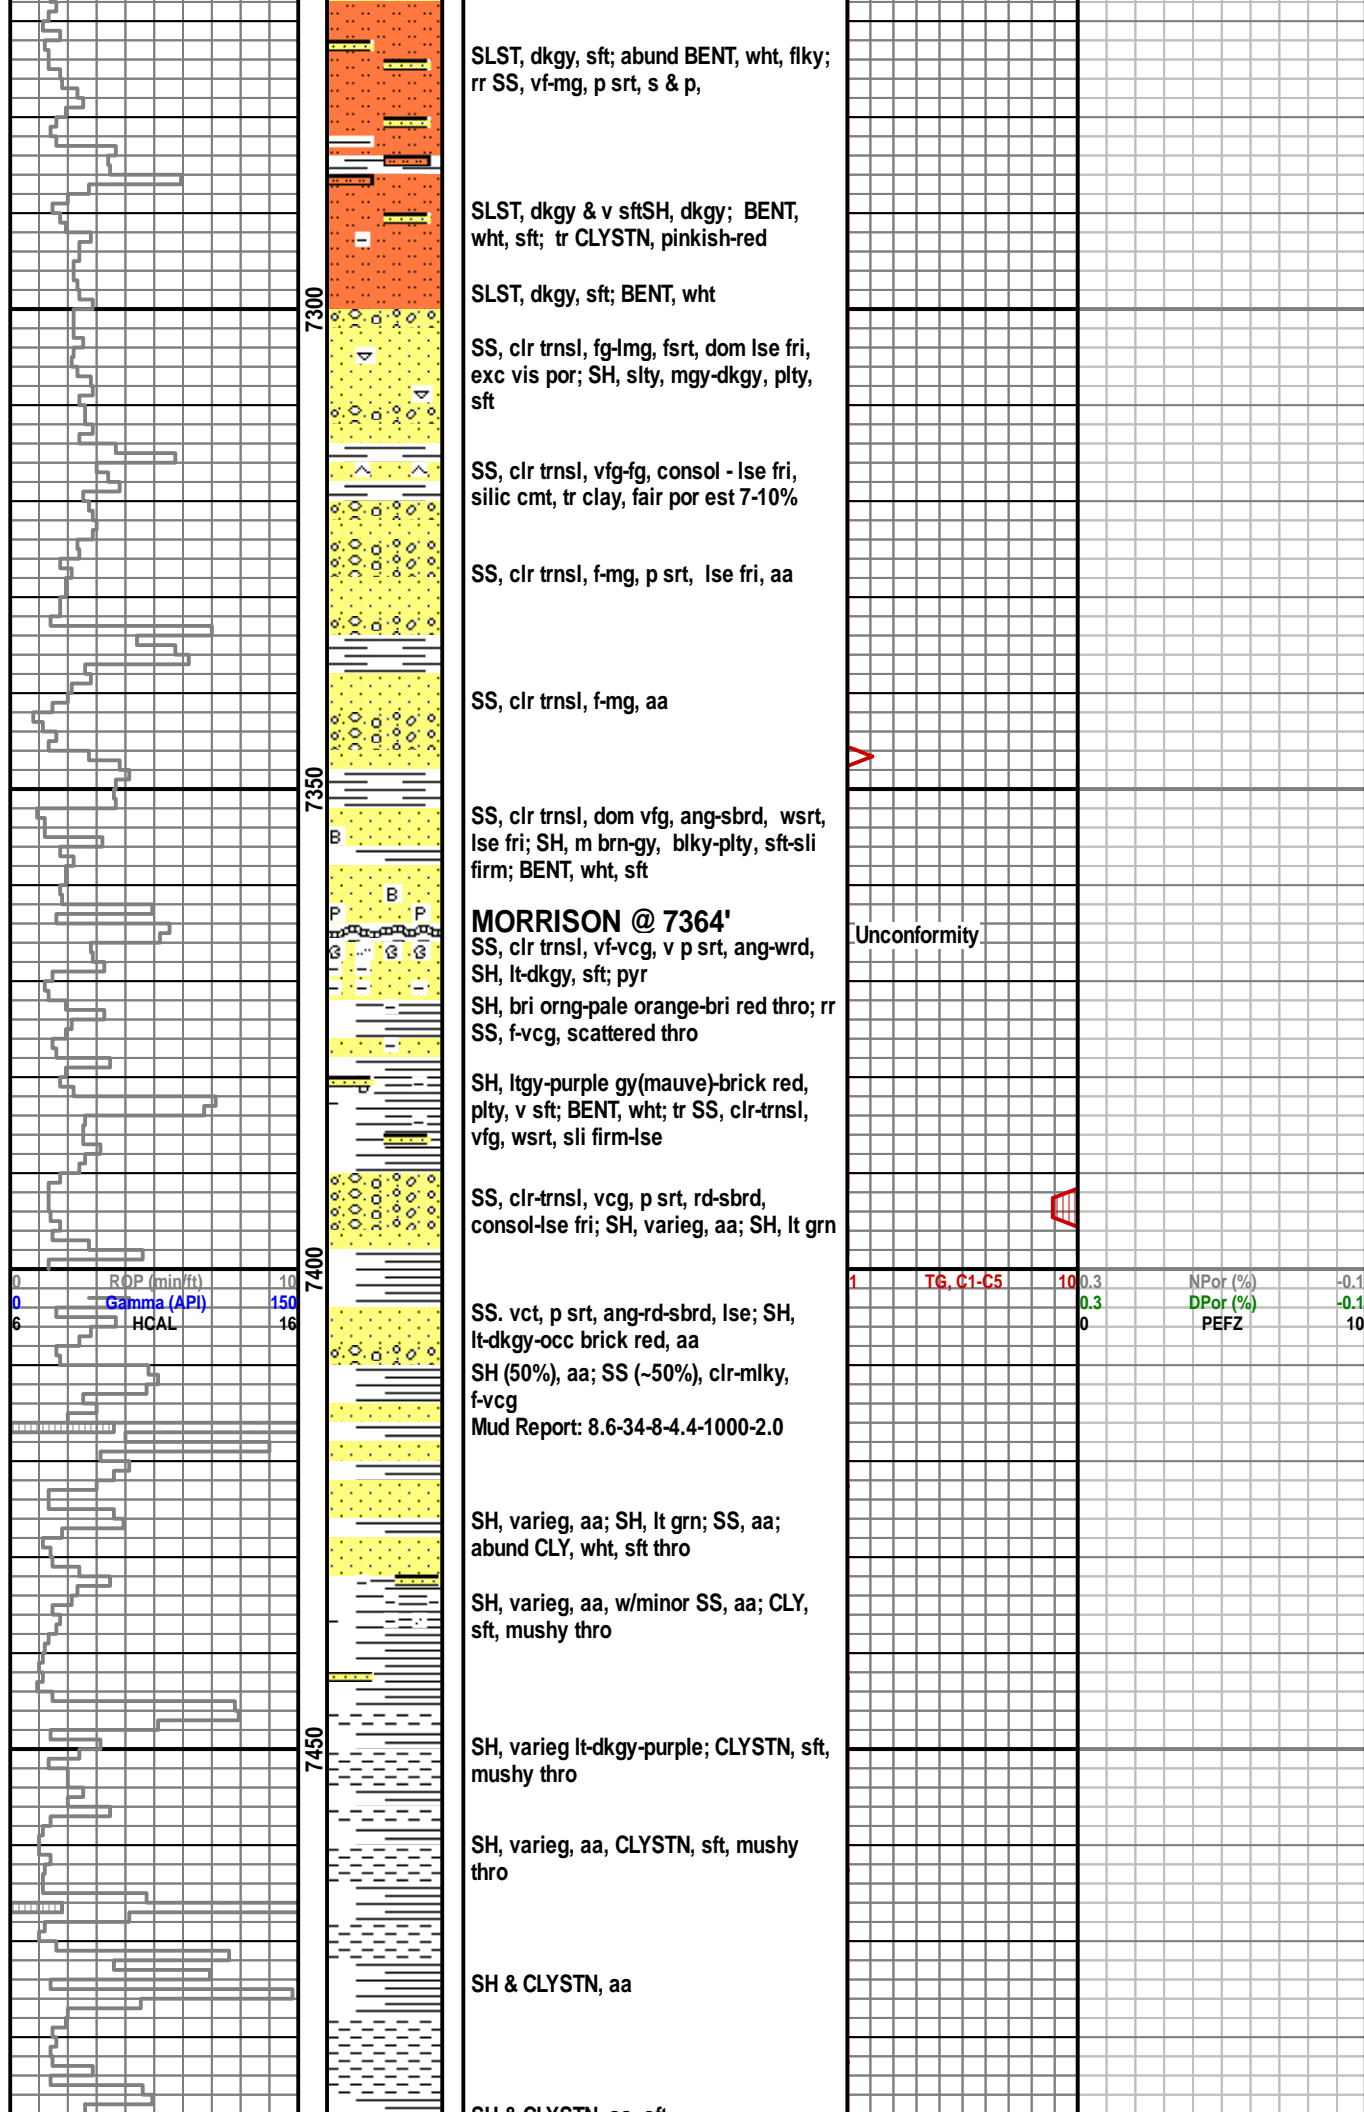 SLST, dkgy, sft; abund BENT, wht, flky;
rr SS, vf-mg, p srt, s & p,
SLST, dkgy & v sftSH, dkgy;  BENT,
wht, sft;  tr CLYSTN, pinkish-red
7300
SLST, dkgy, sft; BENT, wht
SS, clr trnsl, fg-lmg, fsrt, dom lse fri,
exc vis por; SH, slty, mgy-dkgy, plty,
sft
SS, clr trnsl, vfg-fg, consol - lse fri,
silic cmt, tr clay, fair por est 7-10%
SS, clr trnsl, f-mg, p srt,  lse fri, aa
SS, clr trnsl, f-mg, aa
7350
SS, clr trnsl, dom vfg, ang-sbrd,  wsrt,
lse fri; SH, m brn-gy,  blky-plty, sft-sli
firm; BENT, wht, sft
B
B
P P
MORRISON @ 7364'
Unconformity
SS, clr trnsl, vf-vcg, v p srt, ang-wrd,
SH, lt-dkgy, sft; pyr
SH, bri orng-pale orange-bri red thro; rr
SS, f-vcg, scattered thro
SH, ltgy-purple gy(mauve)-brick red,
plty, v sft; BENT, wht; tr SS, clr-trnsl,
vfg, wsrt, sli firm-lse
SS, clr-trnsl, vcg, p srt, rd-sbrd,
consol-lse fri; SH, varieg, aa; SH, lt grn
7400
0 ROP (min/ft) 10
0 Gamma (API) 150
6 HCAL 16
1 TG, C1-C5 10
0.3 NPor (%) -0.1
0.3 DPor (%) -0.1
0 PEFZ 10
SS. vct, p srt, ang-rd-sbrd, lse; SH,
lt-dkgy-occ brick red, aa
SH (50%), aa; SS (~50%), clr-mlky,
f-vcg
Mud Report: 8.6-34-8-4.4-1000-2.0
SH, varieg, aa; SH, lt grn; SS, aa;
abund CLY, wht, sft thro
SH, varieg, aa, w/minor SS, aa; CLY,
sft, mushy thro
7450
SH, varieg lt-dkgy-purple; CLYSTN, sft,
mushy thro
SH, varieg, aa, CLYSTN, sft, mushy
thro
SH & CLYSTN, aa
SH & CLYSTN, aa, sft